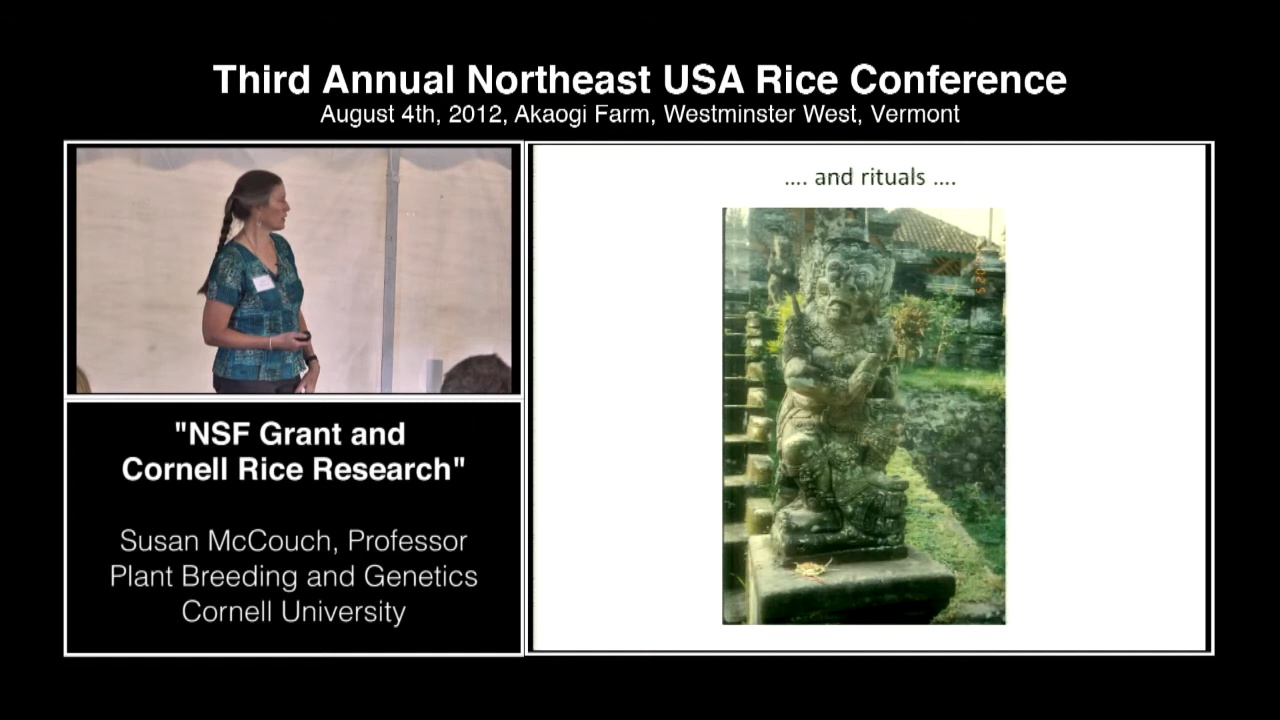 Third Annual Northeast USA Rice Conference
August 4th, 2012, Akaogi Farm, Westminster West, Vermont
.... and rituals ....
"NSF Grant and
Cornell Rice Research"
Susan McCouch, Professor
Plant Breeding and Genetics
Cornell University